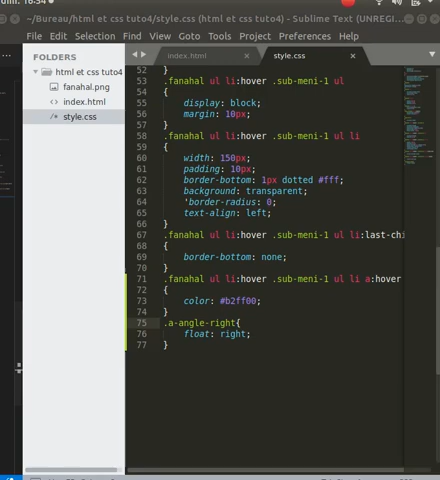 dim. 16:54
~/Bureau/html et css tuto4/style.css (html et css tuto4) - Sublime Text (UNREGI...
File Edit Selection Find View Goto Tools Project Preferences Help
FOLDERS
html et css tuto4
fanahal.png
index.html
style.css
index.html
style.css
52 }
53 .fanahal ul li:hover .sub-meni-1 ul
54 {
55 display: block;
56 margin: 10px;
57 }
58 .fanahal ul li:hover .sub-meni-1 ul li
59 {
60 width: 150px;
61 padding: 10px;
62 border-bottom: 1px dotted #fff;
63 background: transparent;
64 'border-radius: 0;
65 text-align: left;
66 }
67 .fanahal ul li:hover .sub-meni-1 ul li:last-chi
68 {
69 border-bottom: none;
70 }
71 .fanahal ul li:hover .sub-meni-1 ul li a:hover
72 {
73 color: #b2ff00;
74 }
75 .a-angle-right{
76 float: right;
77 }